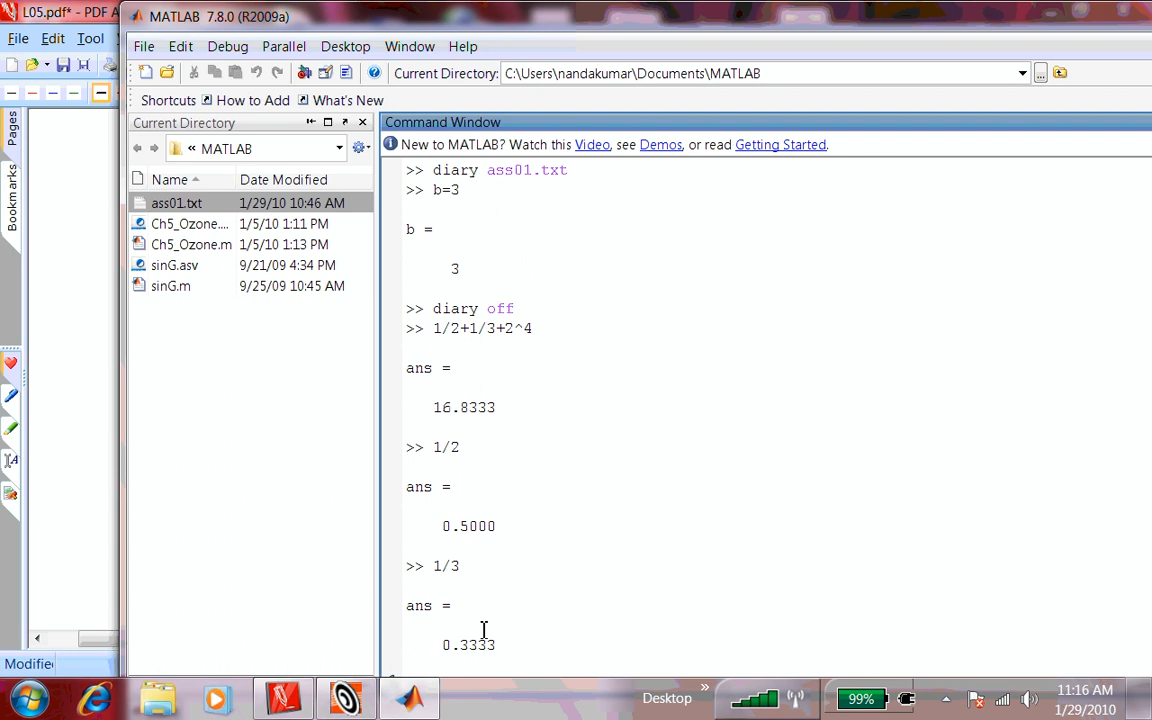 L05.pdf* - PDF A
MATLAB 7.8.0 (R2009a)
File Edit Tool
File Edit Debug Parallel Desktop Window Help
Current Directory: C:\Users\nandakumar\Documents\MATLAB
Shortcuts How to Add What's New
Current Directory
Command Window
« MATLAB
New to MATLAB? Watch this Video, see Demos, or read Getting Started.
Pages
Bookmarks
Name Date Modified
ass01.txt 1/29/10 10:46 AM
Ch5_Ozone.... 1/5/10 1:11 PM
Ch5_Ozone.m 1/5/10 1:13 PM
sinG.asv 9/21/09 4:34 PM
sinG.m 9/25/09 10:45 AM
>> diary ass01.txt
>> b=3
b =
3
>> diary off
>> 1/2+1/3+2^4
ans =
16.8333
>> 1/2
ans =
0.5000
>> 1/3
ans =
0.3333
Modifie
Desktop »
99%
11:16 AM
1/29/2010